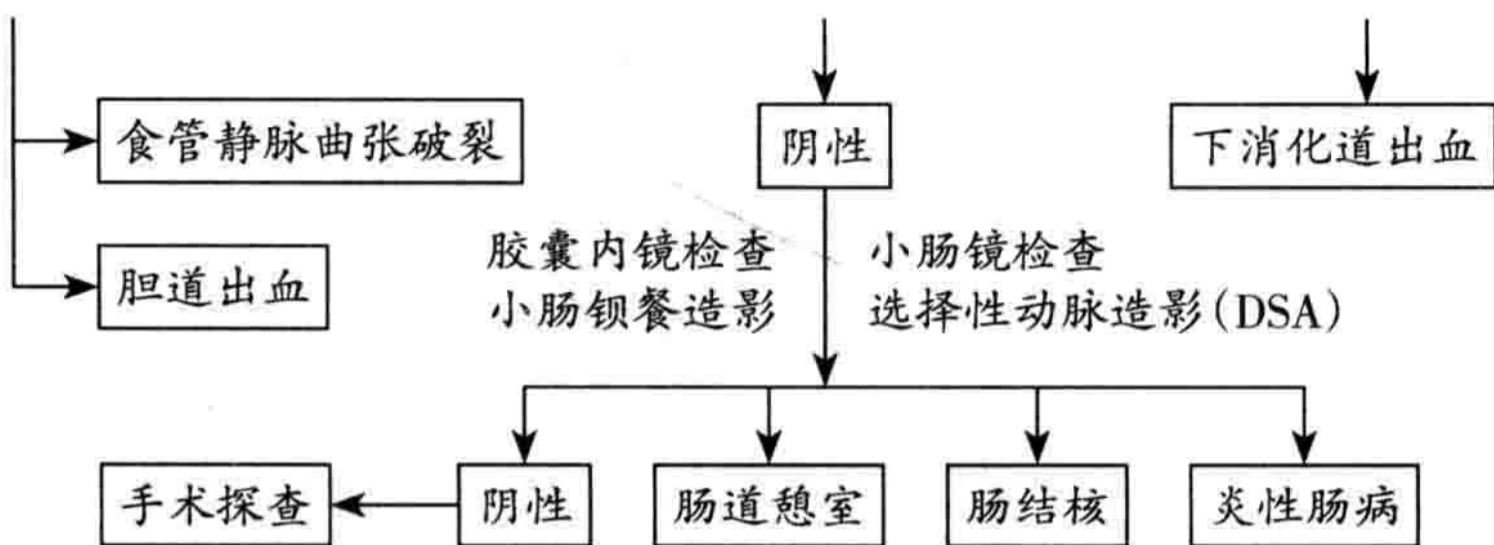 食管静脉曲张破裂
阴性
下消化道出血
胆道出血
胶囊内镜检查
小肠钡餐造影
小肠镜检查
选择性动脉造影(DSA)
手术探查
阴性
肠道憩室
肠结核
炎性肠病